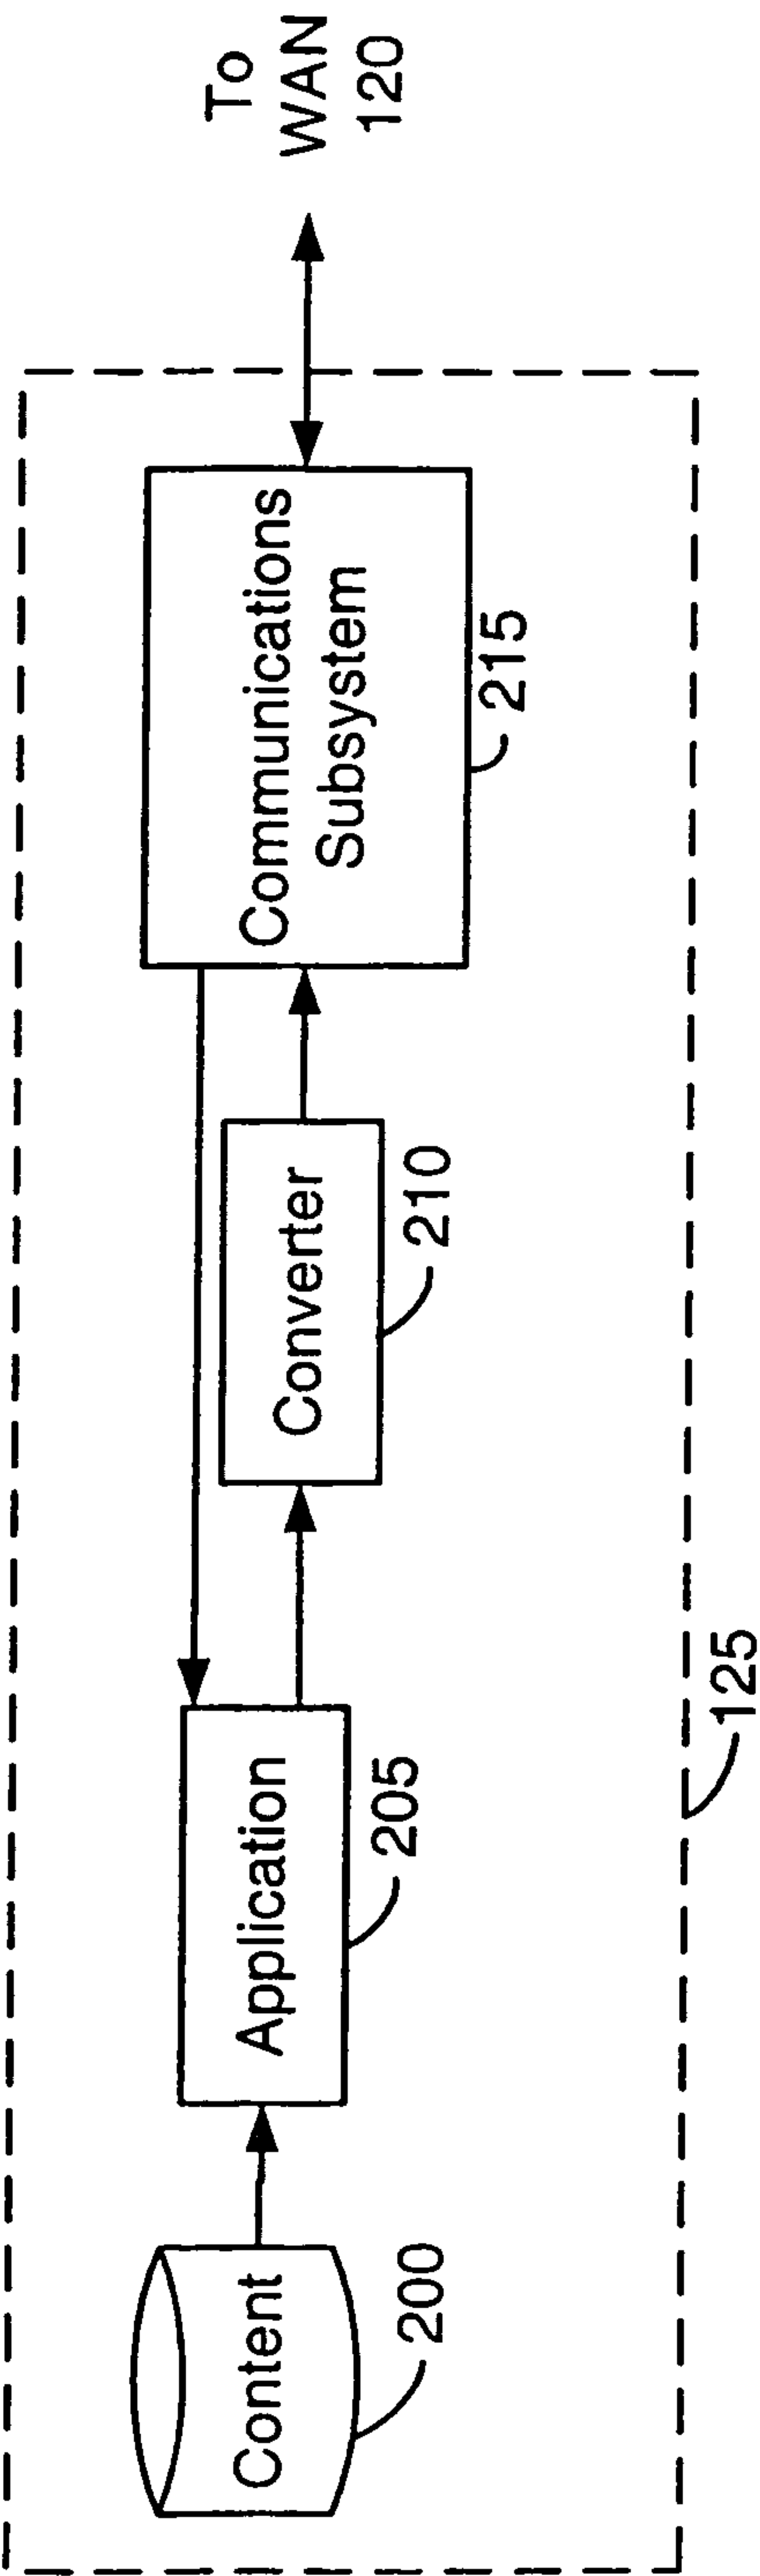 Content
200
Application
205
Converter
210
Communications
Subsystem
215
To
WAN
120
125